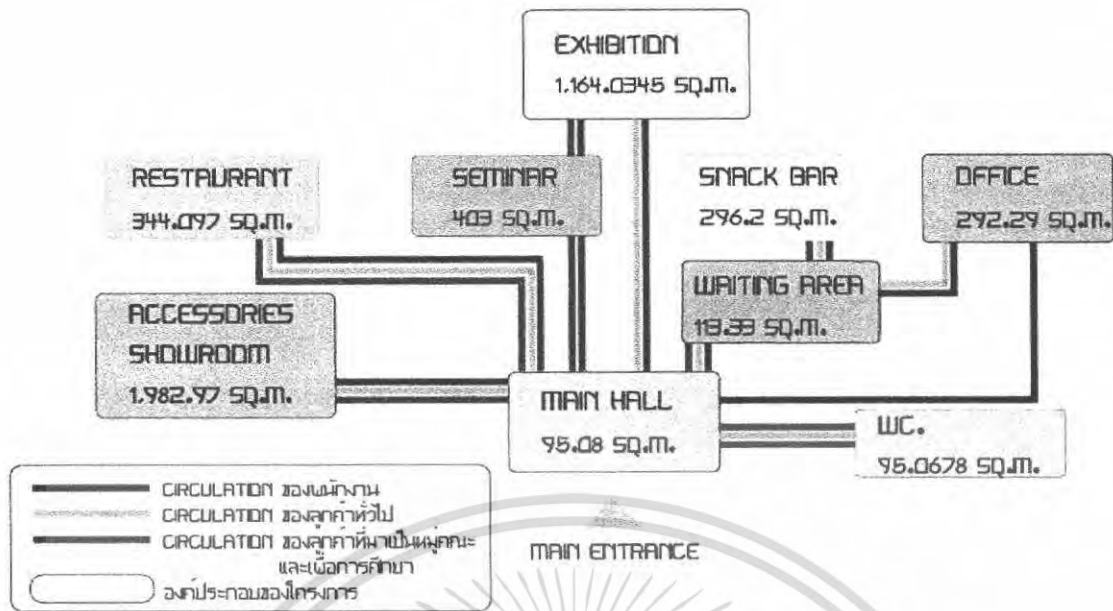 EXHIBITION
1.164.0345 SQ.M.
RESTAURANT
344.097 SQ.M.
SEMINAR
403 SQ.M.
SNACK BAR
296.2 SQ.M.
OFFICE
292.29 SQ.M.
WAITING AREA
113.33 SQ.M.
ACCESSORIES
SHOWROOM
1.982.97 SQ.M.
MAIN HALL
95.08 SQ.M.
WC.
95.0678 SQ.M.
CIRCULATION ของพนักงาน
CIRCULATION ของลูกค้าทั่วไป
CIRCULATION ของลูกค้าที่มาเป็นหมู่คณะ
และเพื่อการศึกษา
องค์ประกอบของโครงการ
MAIN ENTRANCE